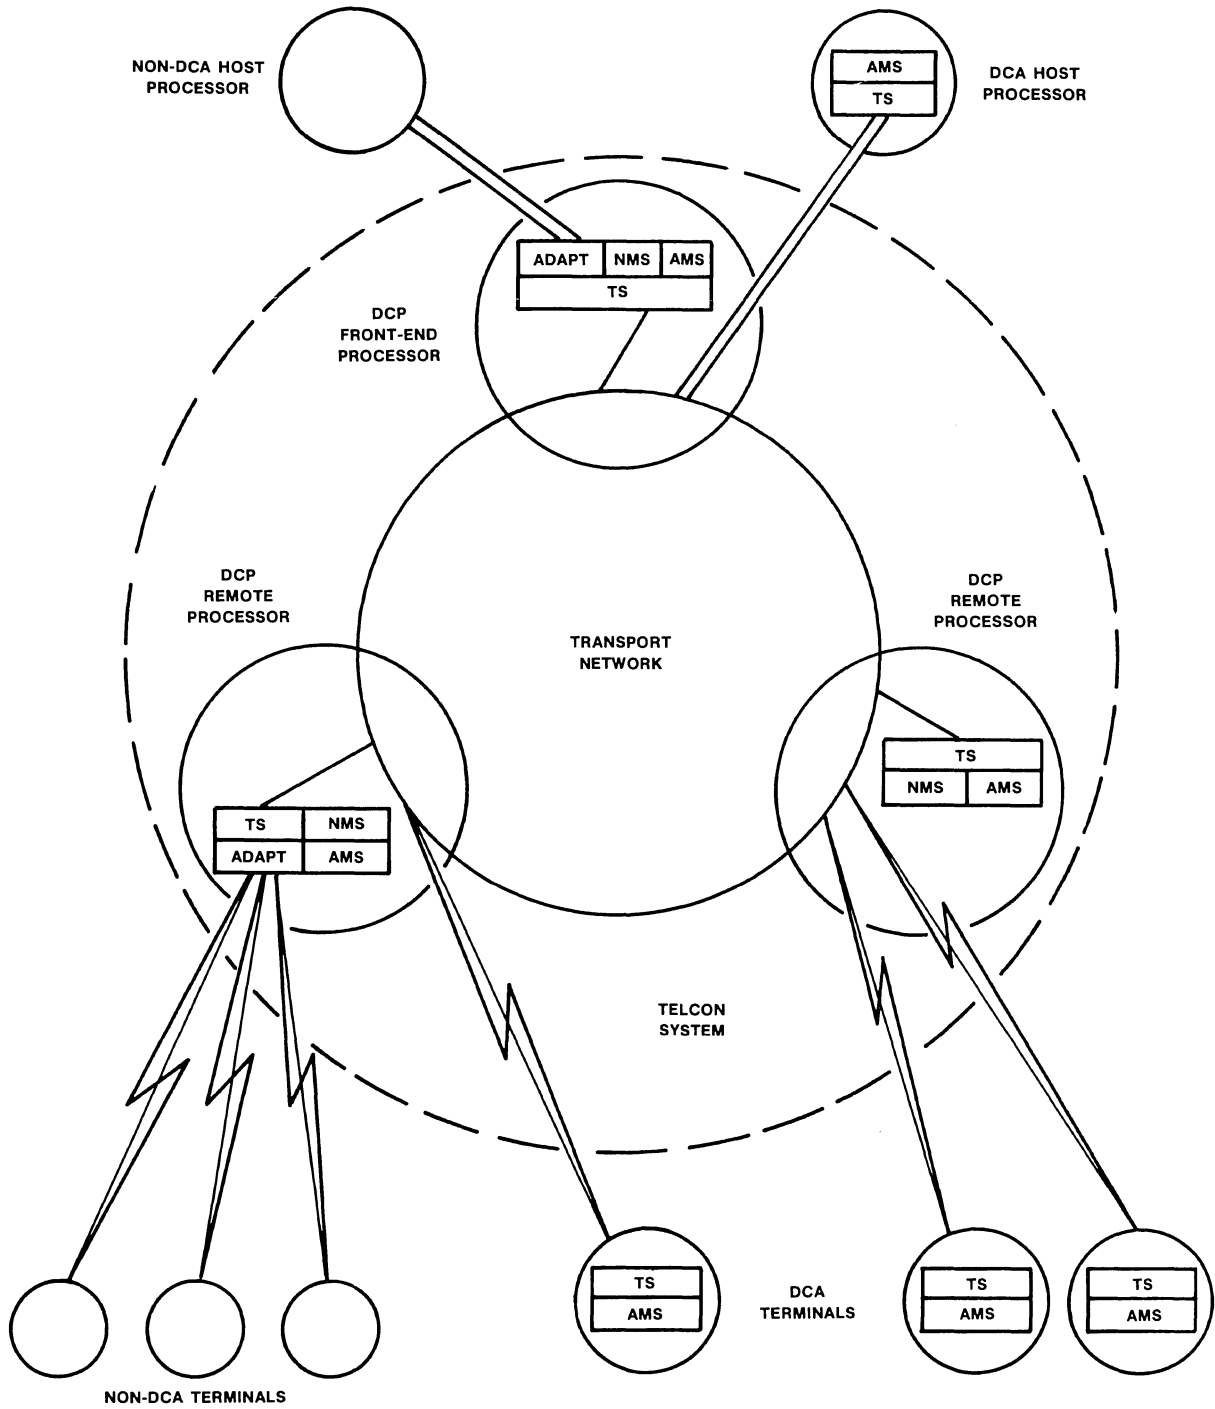 NON-DCA HOST
PROCESSOR
AMS
TS
DCA HOST
PROCESSOR
ADAPT NMS AMS
TS
DCP
FRONT-END
PROCESSOR
DCP
REMOTE
PROCESSOR
DCP
REMOTE
PROCESSOR
TRANSPORT
NETWORK
TS
NMS AMS
TS NMS
ADAPT AMS
TELCON
SYSTEM
TS
AMS
DCA
TERMINALS
TS
AMS
TS
AMS
NON-DCA TERMINALS